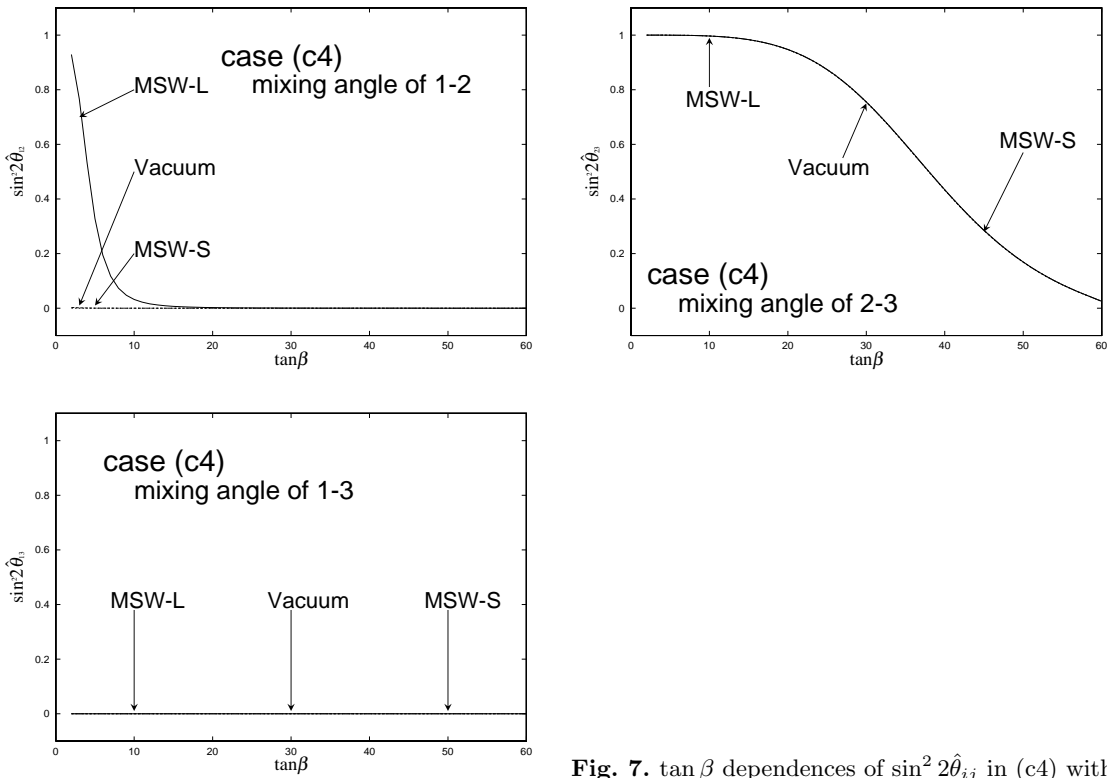 1
0.8
0.6
0.4
0.2
0
0 10 20 30 40 50 60
sin²2θ̂₁₂
tanβ
case (c4)
mixing angle of 1-2
MSW-L
Vacuum
MSW-S
1
0.8
0.6
0.4
0.2
0
0 10 20 30 40 50 60
sin²2θ̂₂₃
tanβ
MSW-L
Vacuum
MSW-S
case (c4)
mixing angle of 2-3
1
0.8
0.6
0.4
0.2
0
0 10 20 30 40 50 60
sin²2θ̂₁₃
tanβ
case (c4)
mixing angle of 1-3
MSW-L Vacuum MSW-S
Fig. 7. tan β dependences of sin² 2θ̂ᵢⱼ in (c4) with